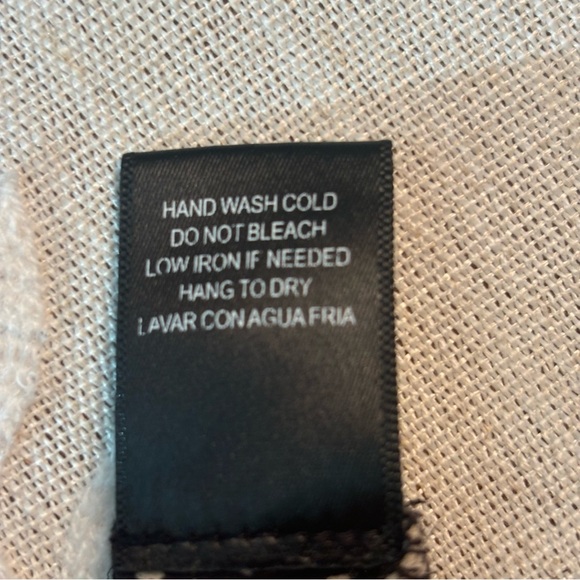 HAND WASH COLD
DO NOT BLEACH
LOW IRON IF NEEDED
HANG TO DRY
LAVAR CON AGUA FRIA